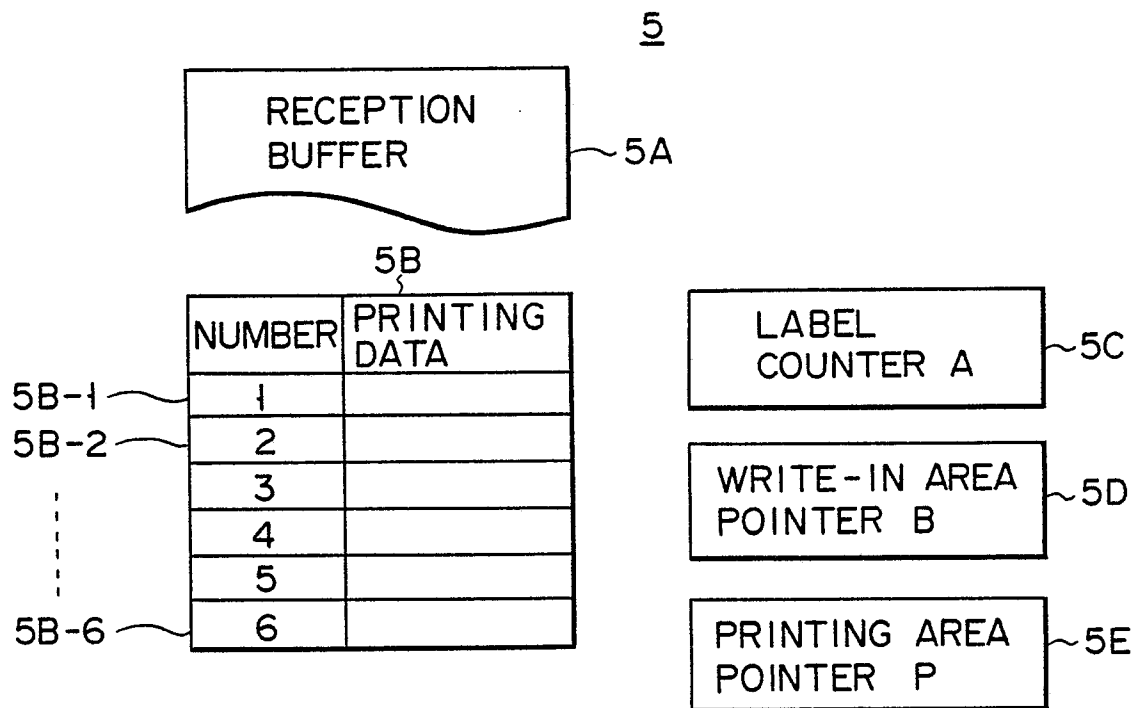 5
RECEPTION
BUFFER
5A
5B
NUMBER
PRINTING
DATA
5B-1
1
5B-2
2
3
4
5
5B-6
6
LABEL
COUNTER A
5C
WRITE-IN AREA
POINTER B
5D
PRINTING AREA
POINTER P
5E